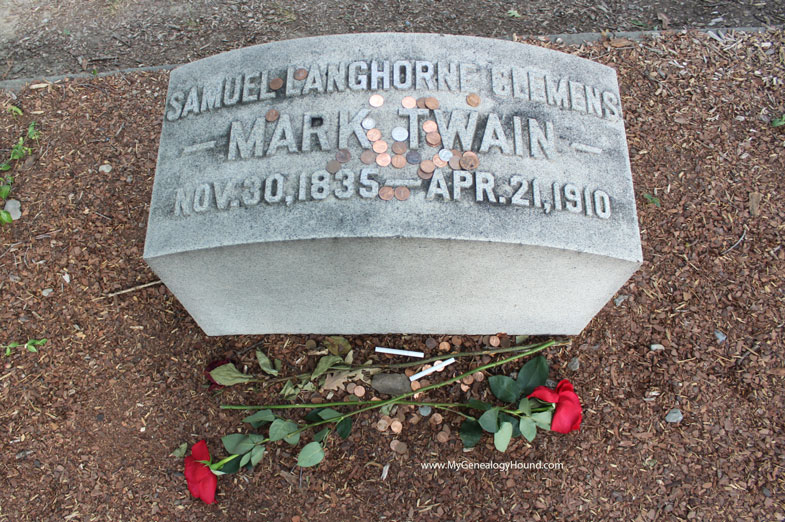 SAMUEL LANGHORNE CLEMENS
— MARK TWAIN —
NOV. 30, 1835 — APR. 21, 1910
www.MyGenealogyHound.com